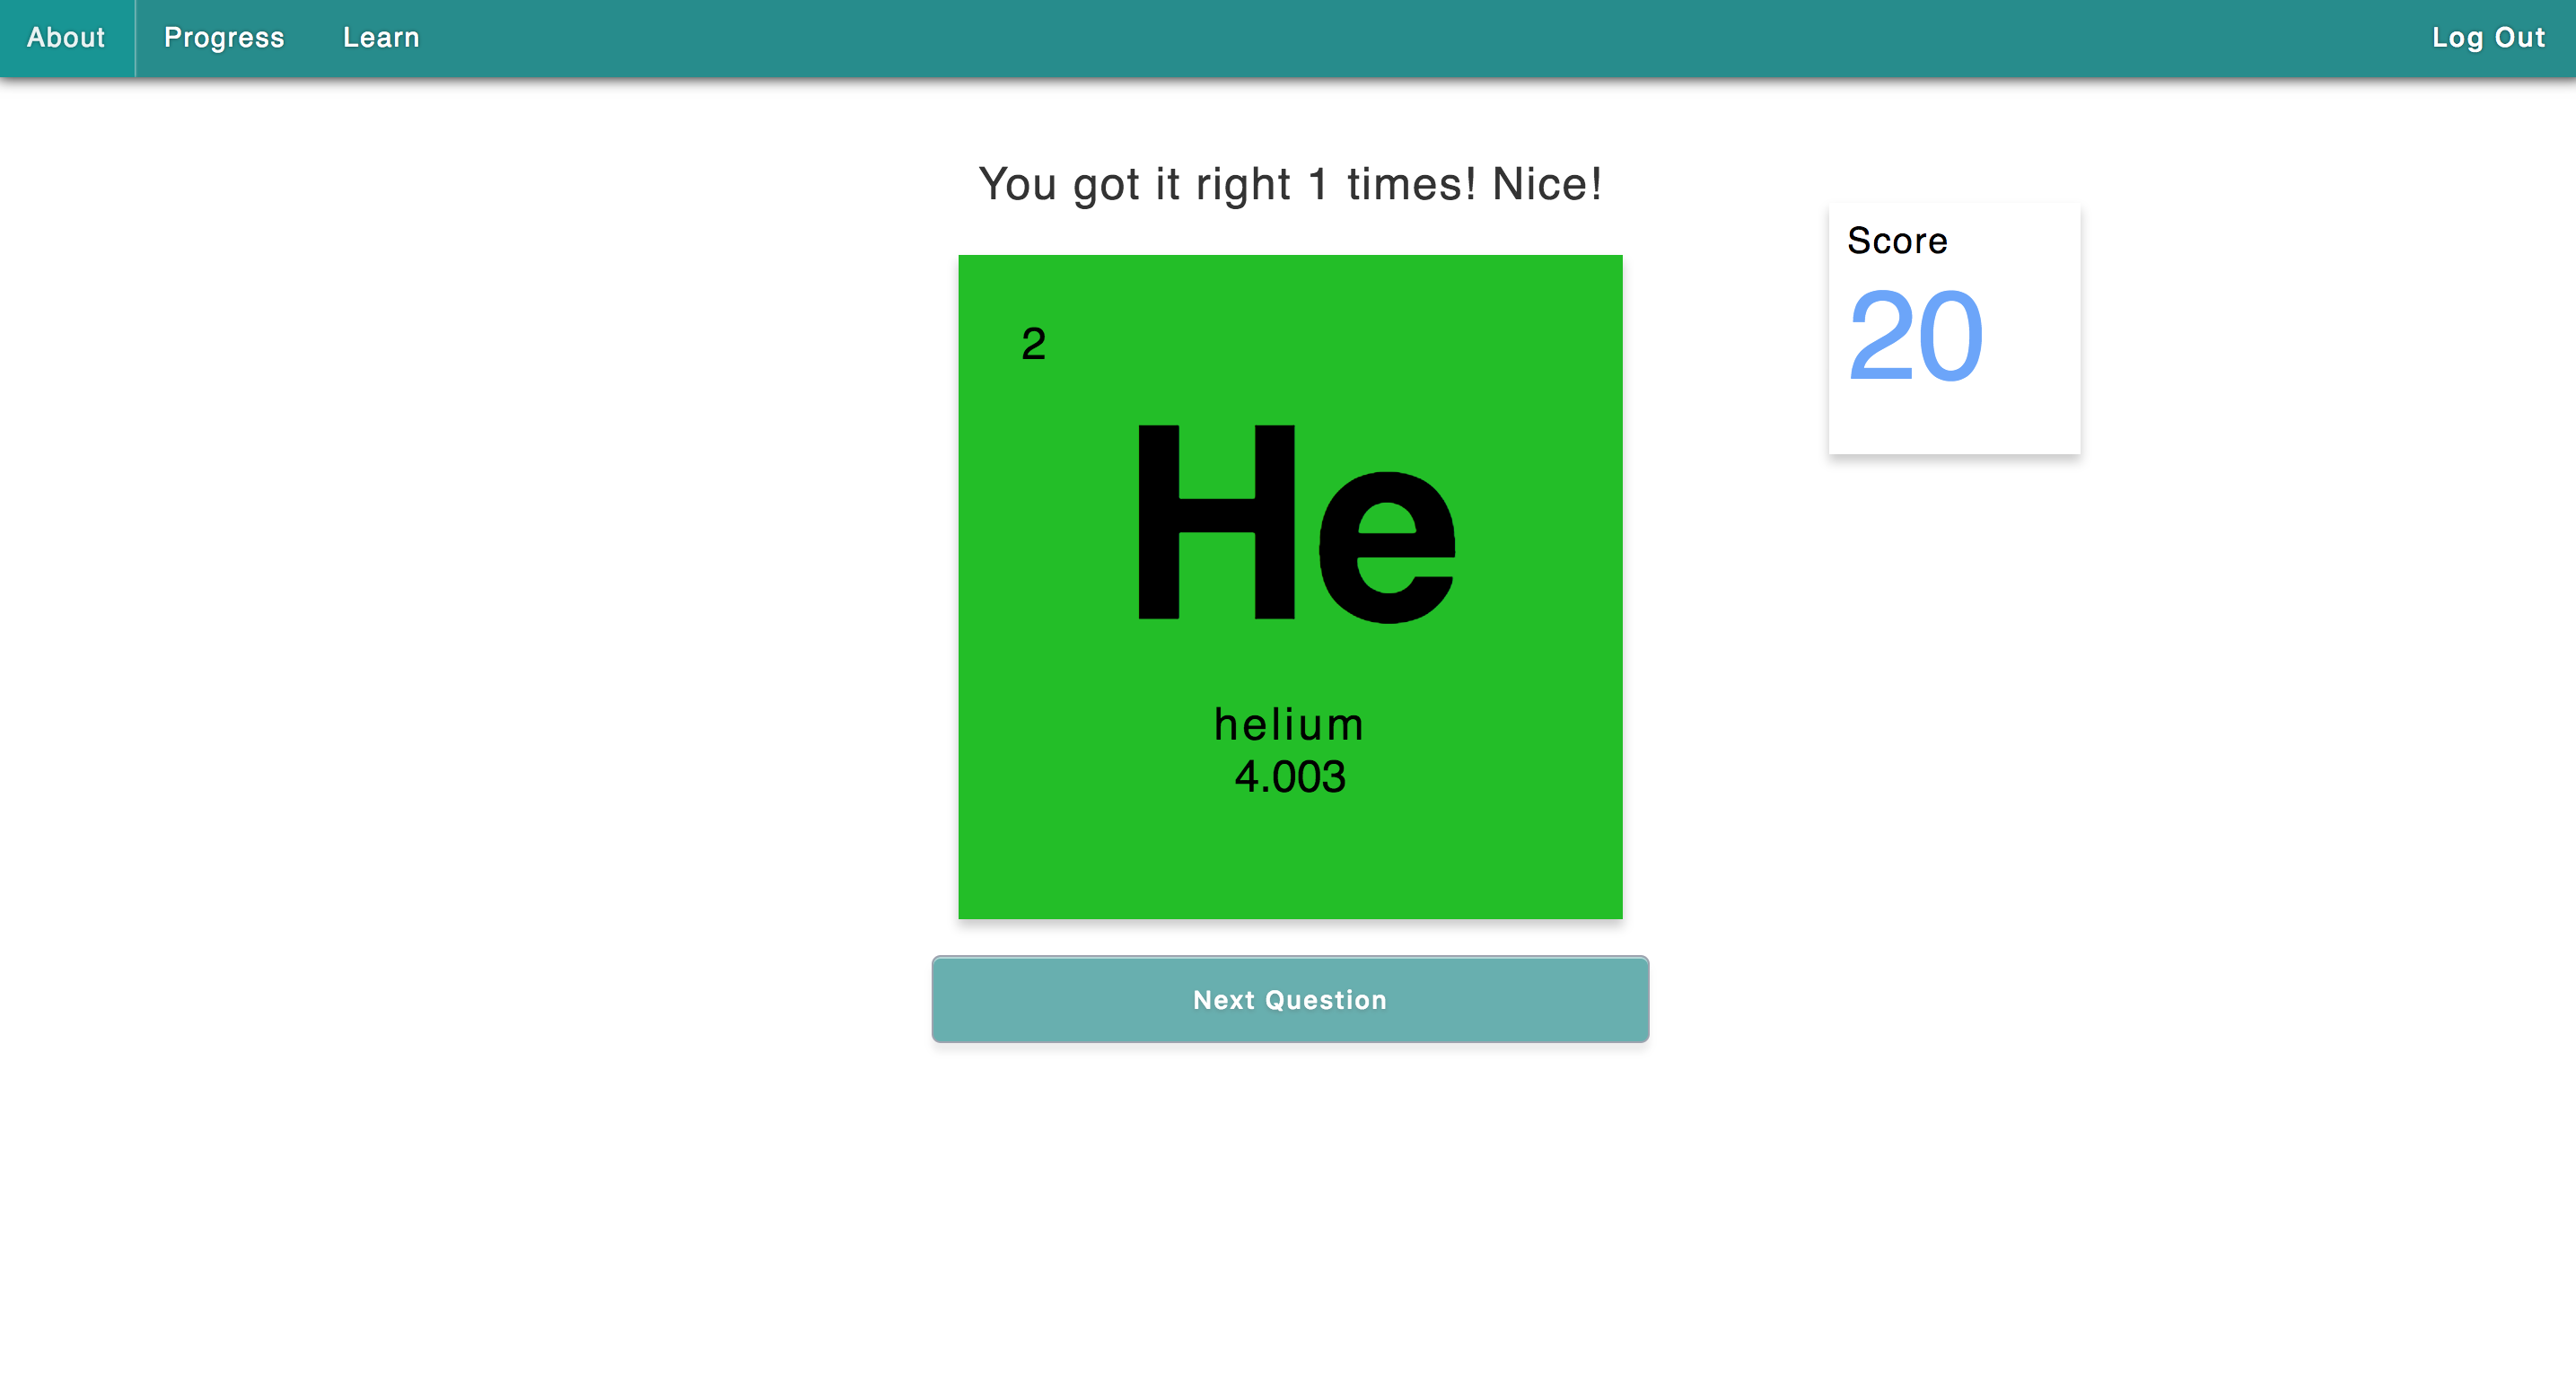 About Progress Learn Log Out
You got it right 1 times! Nice!
Score
20
2
He
helium
4.003
Next Question